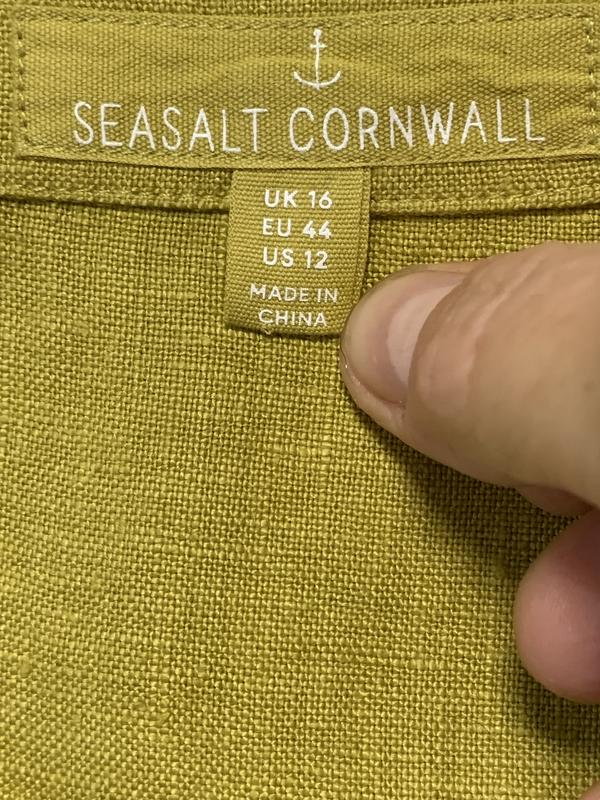 SEASALT CORNWALL
UK 16
EU 44
US 12
MADE IN
CHINA